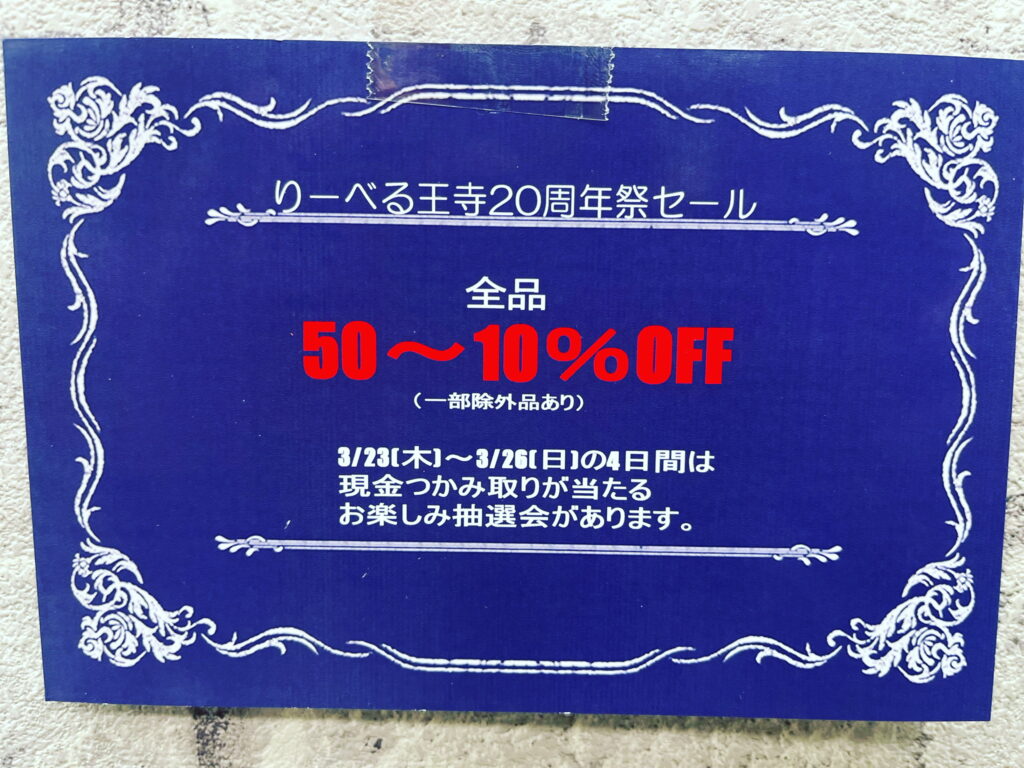 りーべる王寺20周年祭セール
全品
50～10％OFF
（一部除外品あり）
3/23(木)～3/26(日)の4日間は
現金つかみ取りが当たる
お楽しみ抽選会があります。